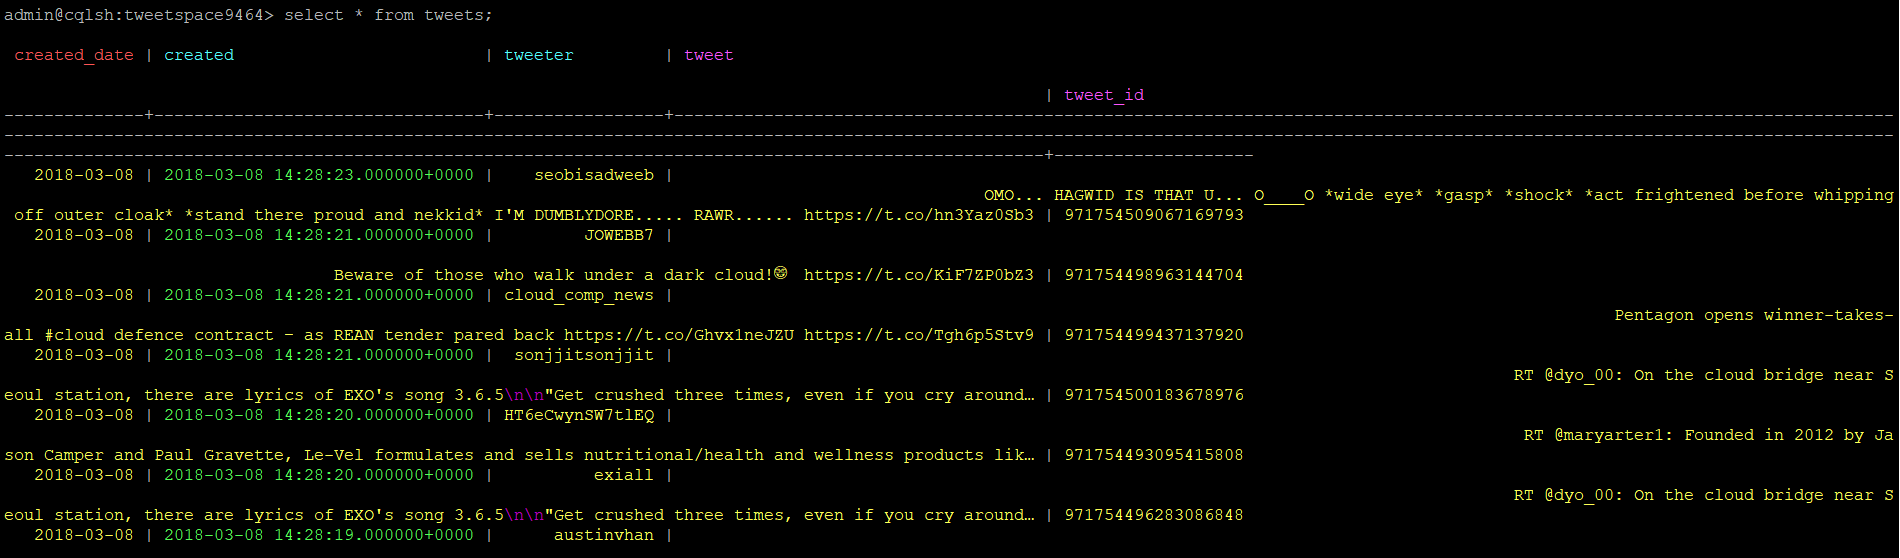 admin@cqlsh:tweetspace9464> select * from tweets;
created_date | created | tweeter | tweet
| tweet_id
--------------+---------------------------------+-----------------+--------------------------------------------------------------------------------------------------------------------------
---------------------------------------------------------------------------------------------------------------------------------------------------------------------------------------------
--------------------------------------------------------------------------------------------------------+--------------------
2018-03-08 | 2018-03-08 14:28:23.000000+0000 | seobisadweeb |
OMO... HAGWID IS THAT U... O____O *wide eye* *gasp* *shock* *act frightened before whipping
off outer cloak* *stand there proud and nekkid* I'M DUMBLYDORE..... RAWR...... https://t.co/hn3Yaz0Sb3 | 971754509067169793
2018-03-08 | 2018-03-08 14:28:21.000000+0000 | JOWEBB7 |
Beware of those who walk under a dark cloud!😅 https://t.co/KiF7ZP0bZ3 | 971754498963144704
2018-03-08 | 2018-03-08 14:28:21.000000+0000 | cloud_comp_news |
Pentagon opens winner-takes-
all #cloud defence contract – as REAN tender pared back https://t.co/Ghvx1neJZU https://t.co/Tgh6p5Stv9 | 971754499437137920
2018-03-08 | 2018-03-08 14:28:21.000000+0000 | sonjjitsonjjit |
RT @dyo_00: On the cloud bridge near S
eoul station, there are lyrics of EXO's song 3.6.5\n\n"Get crushed three times, even if you cry around… | 971754500183678976
2018-03-08 | 2018-03-08 14:28:20.000000+0000 | HT6eCwynSW7tlEQ |
RT @maryarter1: Founded in 2012 by Ja
son Camper and Paul Gravette, Le-Vel formulates and sells nutritional/health and wellness products lik… | 971754493095415808
2018-03-08 | 2018-03-08 14:28:20.000000+0000 | exiall |
RT @dyo_00: On the cloud bridge near S
eoul station, there are lyrics of EXO's song 3.6.5\n\n"Get crushed three times, even if you cry around… | 971754496283086848
2018-03-08 | 2018-03-08 14:28:19.000000+0000 | austinvhan |